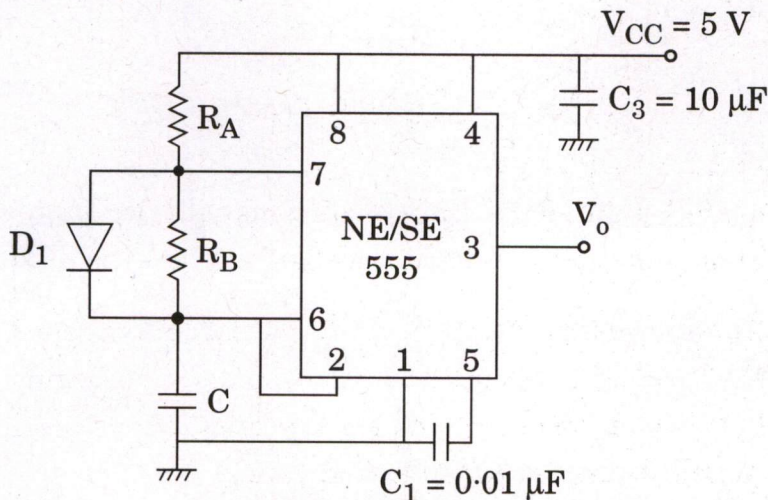 V_CC = 5 V
R_A
8
4
C_3 = 10 μF
7
D_1
R_B
NE/SE
555
3
V_o
6
2
1
5
C
C_1 = 0·01 μF